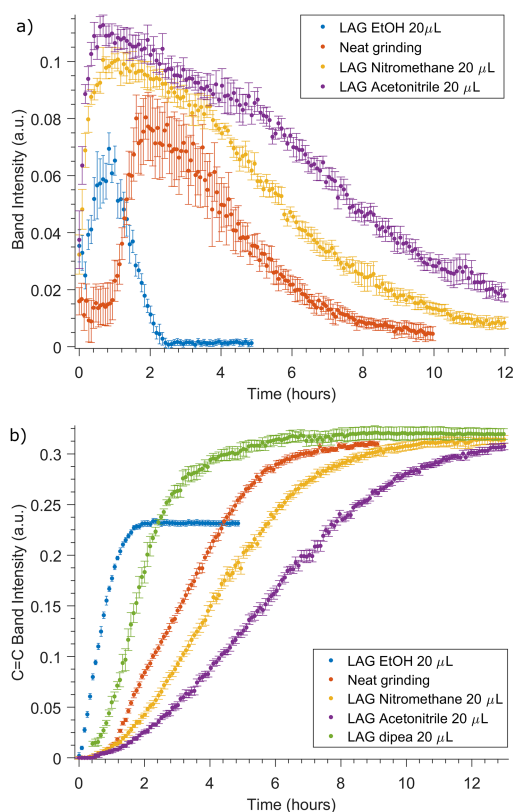 a)
LAG EtOH 20μL
Neat grinding
LAG Nitromethane 20 μL
LAG Acetonitrile 20 μL
Band Intensity (a.u.)
0.1
0.08
0.06
0.04
0.02
0
0 2 4 6 8 10 12
Time (hours)
b)
C=C Band Intensity (a.u.)
0.3
0.25
0.2
0.15
0.1
0.05
0
LAG EtOH 20 μL
Neat grinding
LAG Nitromethane 20 μL
LAG Acetonitrile 20 μL
LAG dipea 20 μL
0 2 4 6 8 10 12
Time (hours)